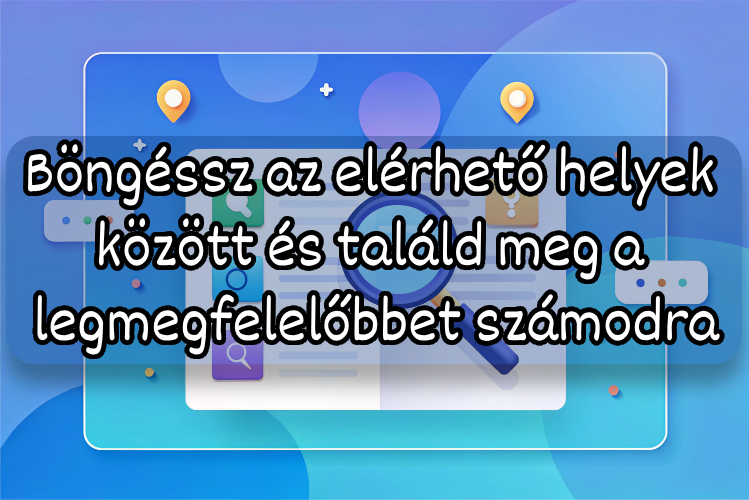 Böngéssz az elérhető helyek
között és találd meg a
legmegfelelőbbet számodra